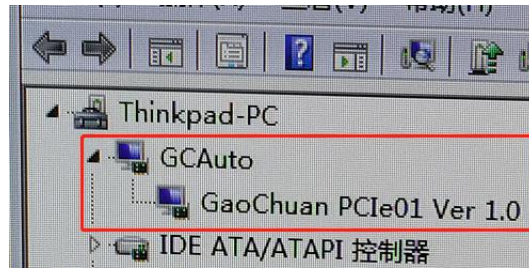 Thinkpad-PC
GCAuto
GaoChuan PCIe01 Ver 1.0
IDE ATA/ATAPI 控制器